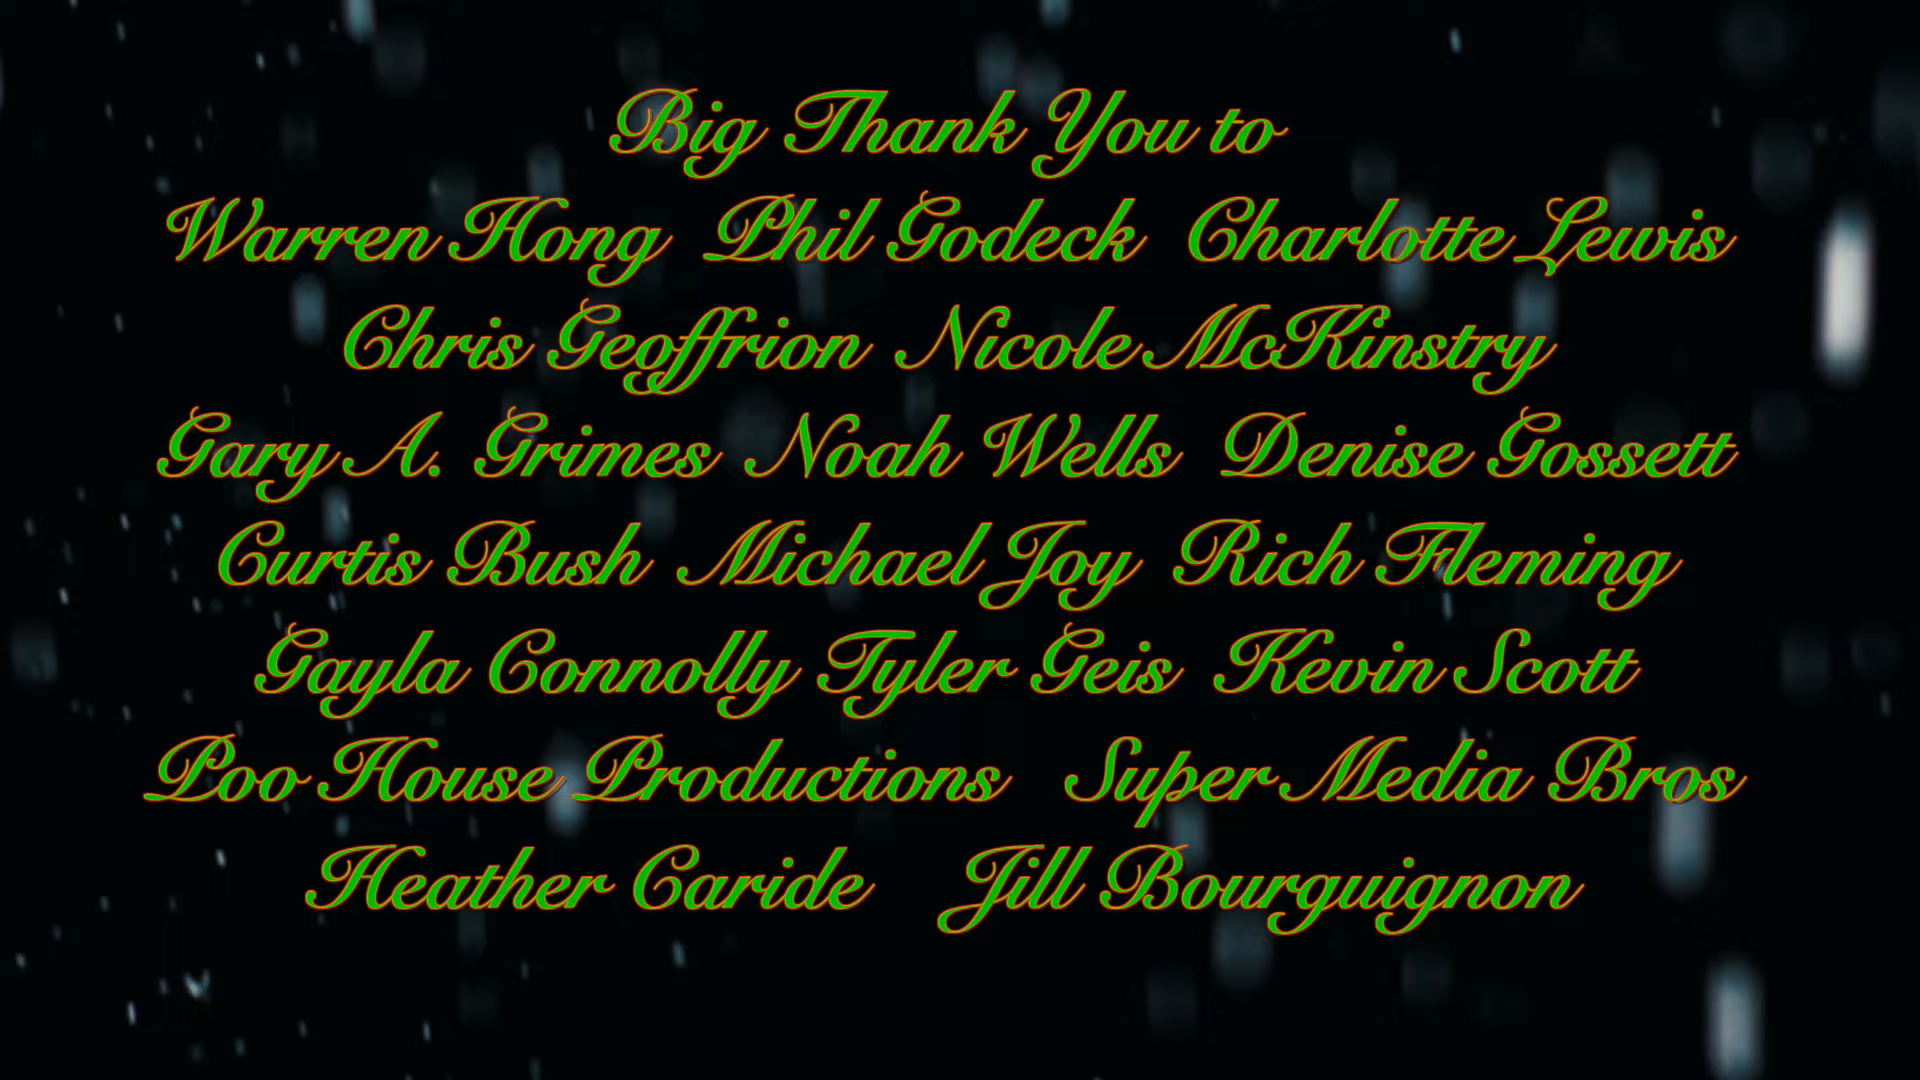 Big Thank You to
Warren Hong Phil Godeck Charlotte Lewis
Chris Geoffrion Nicole McKinstry
Gary A. Grimes Noah Wells Denise Gossett
Curtis Bush Michael Joy Rich Fleming
Gayla Connolly Tyler Geis Kevin Scott
Poo House Productions Super Media Bros
Heather Caride Jill Bourguignon